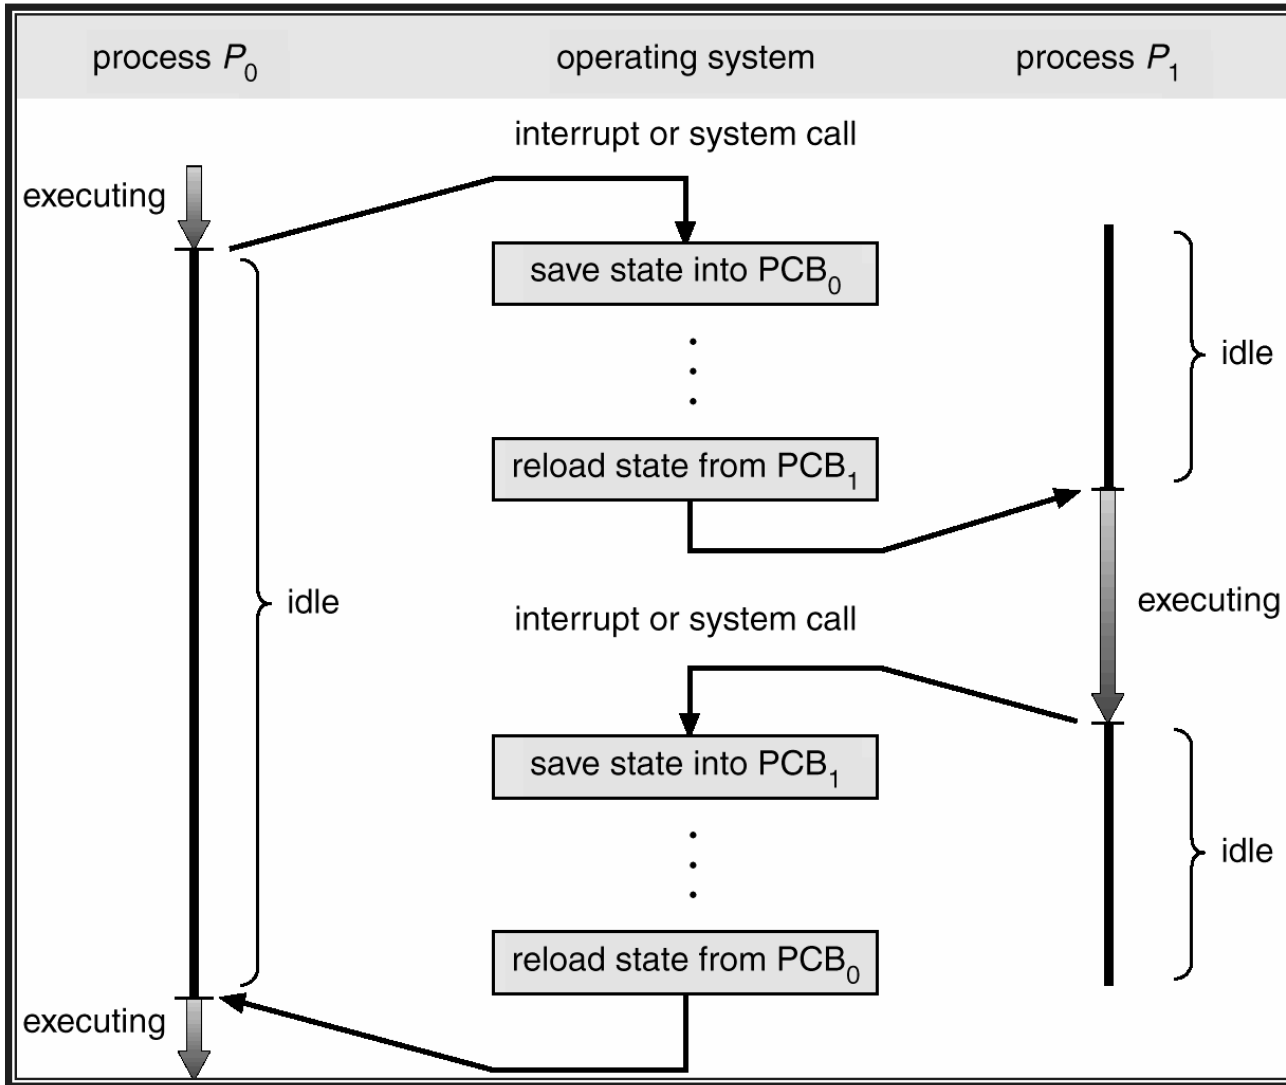 process P0 operating system process P1
interrupt or system call
executing
save state into PCB0
idle
reload state from PCB1
idle
interrupt or system call
executing
save state into PCB1
idle
reload state from PCB0
executing